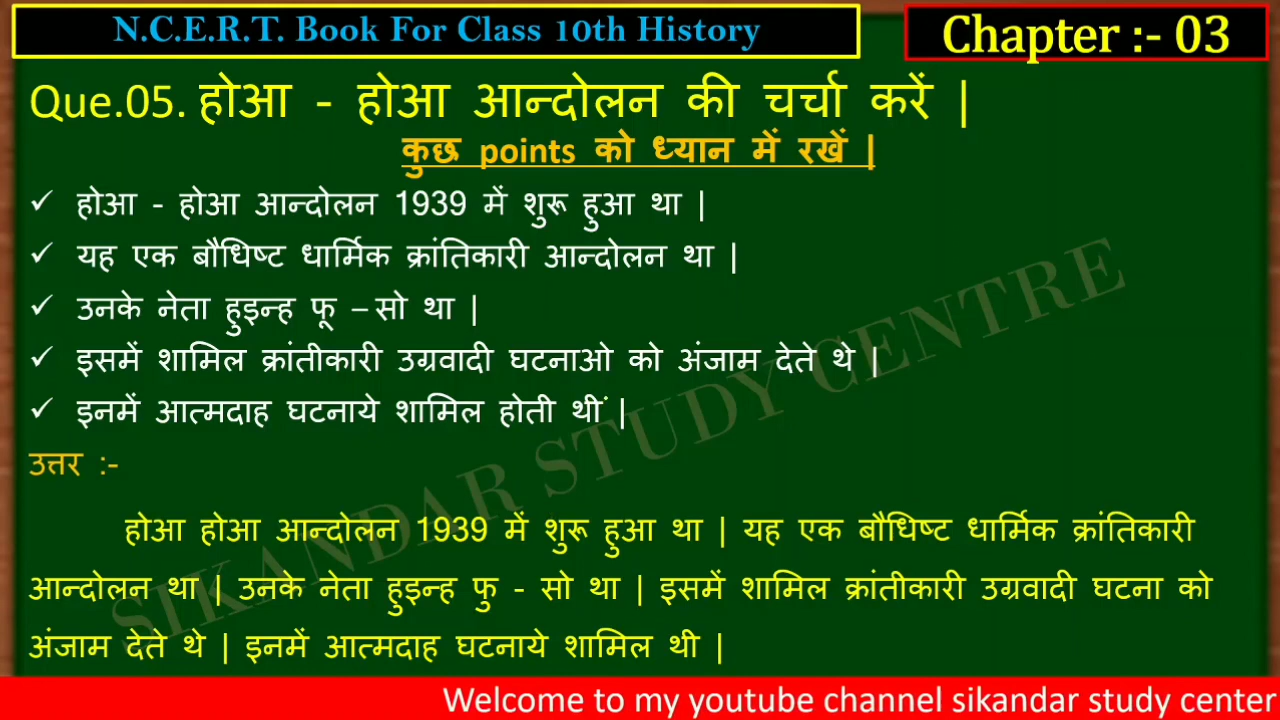 N.C.E.R.T. Book For Class 10th History
Chapter :- 03
Que.05. होआ - होआ आन्दोलन की चर्चा करें |
कुछ points को ध्यान में रखें |
✓ होआ - होआ आन्दोलन 1939 में शुरू हुआ था |
✓ यह एक बौधिष्ट धार्मिक क्रांतिकारी आन्दोलन था |
✓ उनके नेता हुइन्ह फू – सो था |
✓ इसमें शामिल क्रांतीकारी उग्रवादी घटनाओ को अंजाम देते थे |
✓ इनमें आत्मदाह घटनाये शामिल होती थीं |
उत्तर :-
होआ होआ आन्दोलन 1939 में शुरू हुआ था | यह एक बौधिष्ट धार्मिक क्रांतिकारी
आन्दोलन था | उनके नेता हुइन्ह फु - सो था | इसमें शामिल क्रांतीकारी उग्रवादी घटना को
अंजाम देते थे | इनमें आत्मदाह घटनाये शामिल थी |
SIKANDAR STUDY CENTRE
Welcome to my youtube channel sikandar study center